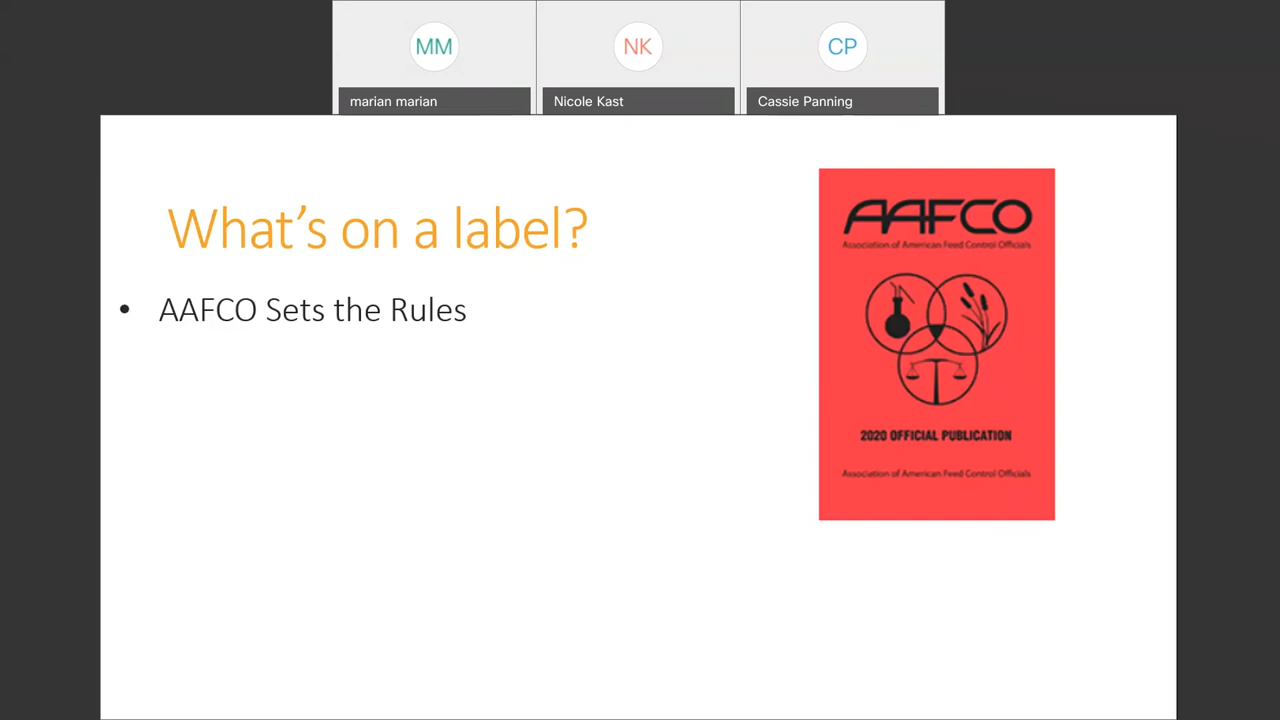 MM
NK
CP
marian marian
Nicole Kast
Cassie Panning
What's on a label?
• AAFCO Sets the Rules
AAFCO
Association of American Feed Control Officials
2020 OFFICIAL PUBLICATION
Association of American Feed Control Officials